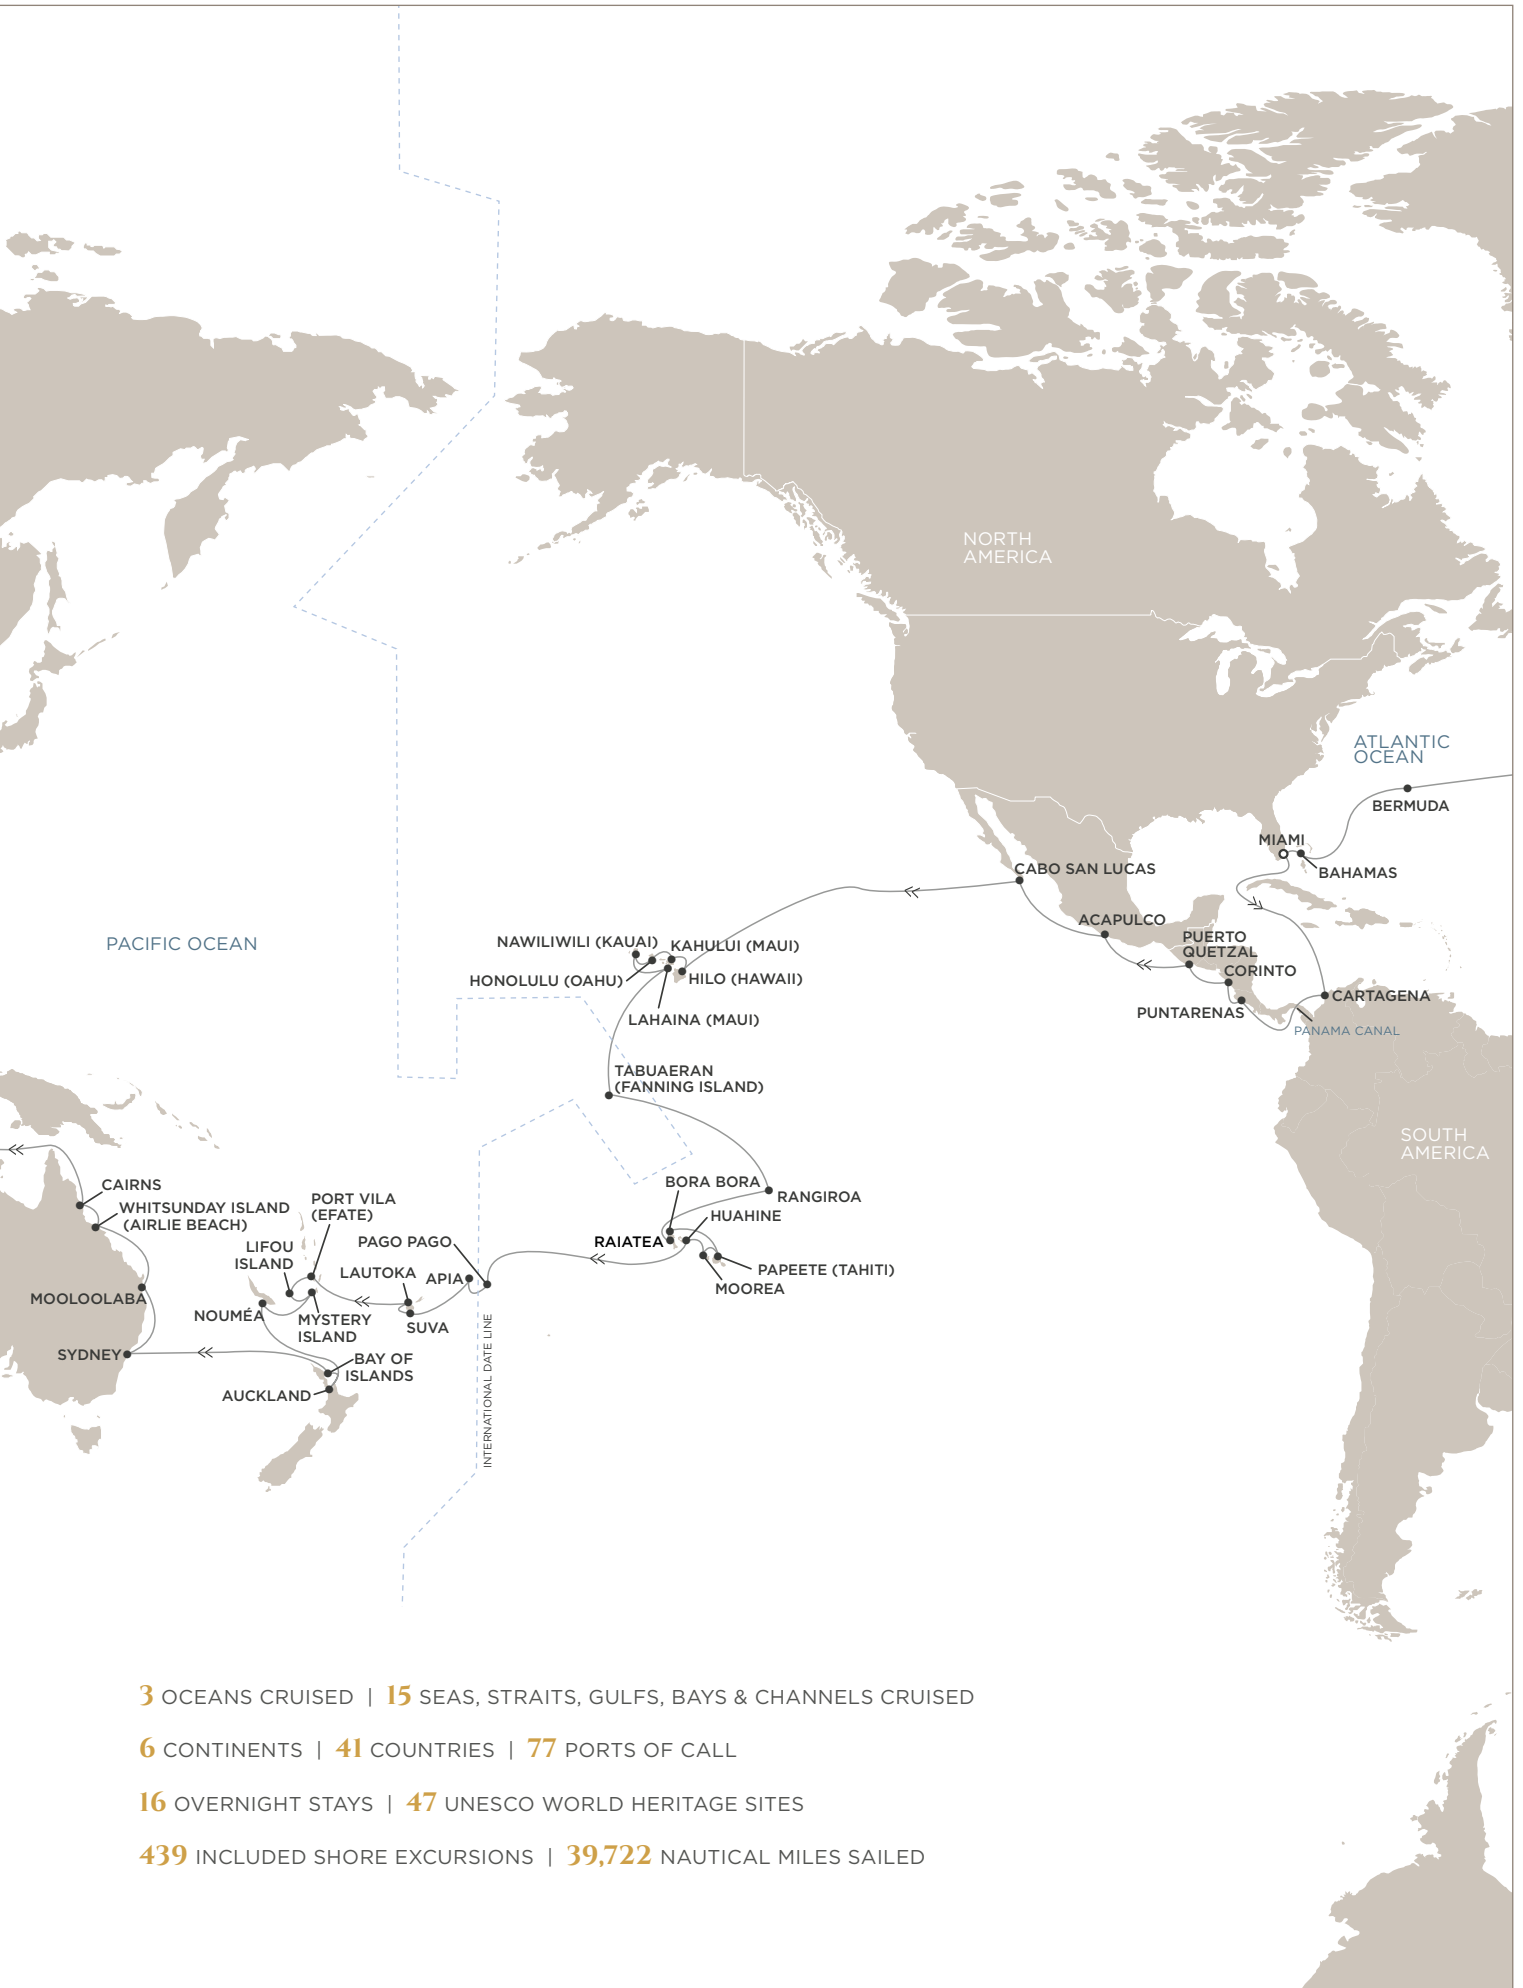 NORTH
AMERICA
ATLANTIC
OCEAN
BERMUDA
MIAMI
BAHAMAS
CABO SAN LUCAS
ACAPULCO
PUERTO
QUETZAL
CORINTO
PUNTARENAS
CARTAGENA
PANAMA CANAL
PACIFIC OCEAN
NAWILIWILI (KAUAI)
KAHULUI (MAUI)
HONOLULU (OAHU)
HILO (HAWAII)
LAHAINA (MAUI)
TABUAERAN
(FANNING ISLAND)
SOUTH
AMERICA
CAIRNS
WHITSUNDAY ISLAND
(AIRLIE BEACH)
PORT VILA
(EFATE)
BORA BORA
RANGIROA
HUAHINE
RAIATEA
LIFOU
ISLAND
PAGO PAGO
LAUTOKA
APIA
PAPEETE (TAHITI)
MOOREA
MOOLOOLABA
NOUMÉA
MYSTERY
ISLAND
SUVA
SYDNEY
BAY OF
ISLANDS
AUCKLAND
INTERNATIONAL DATE LINE
3 OCEANS CRUISED | 15 SEAS, STRAITS, GULFS, BAYS & CHANNELS CRUISED
6 CONTINENTS | 41 COUNTRIES | 77 PORTS OF CALL
16 OVERNIGHT STAYS | 47 UNESCO WORLD HERITAGE SITES
439 INCLUDED SHORE EXCURSIONS | 39,722 NAUTICAL MILES SAILED